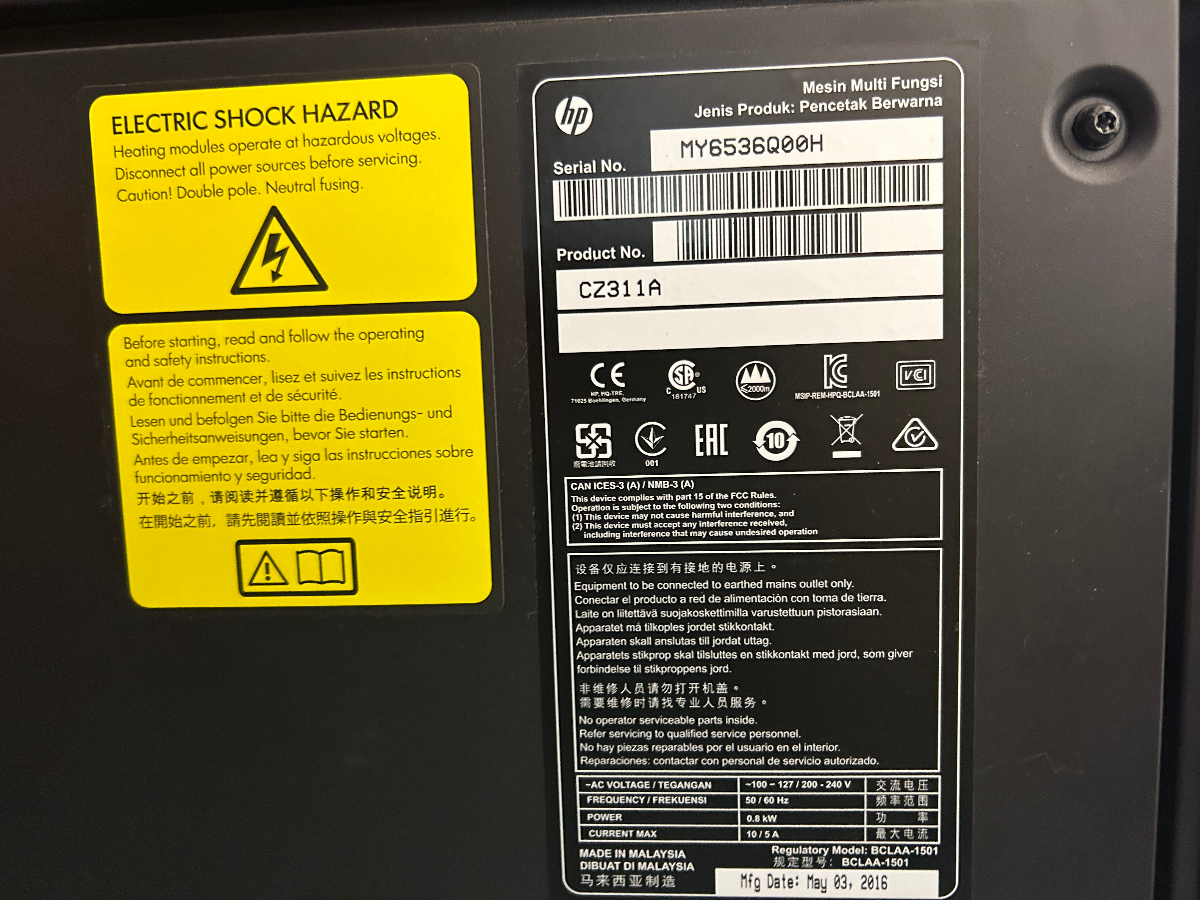 ELECTRIC SHOCK HAZARD
Heating modules operate at hazardous voltages.
Disconnect all power sources before servicing.
Caution! Double pole. Neutral fusing.
Before starting, read and follow the operating
and safety instructions.
Avant de commencer, lisez et suivez les instructions
de fonctionnement et de sécurité.
Lesen und befolgen Sie bitte die Bedienungs- und
Sicherheitsanweisungen, bevor Sie starten.
Antes de empezar, lea y siga las instrucciones sobre
funcionamiento y seguridad.
开始之前，请阅读并遵循以下操作和安全说明。
在開始之前，請先閱讀並依照操作與安全指引進行。
hp
Mesin Multi Fungsi
Jenis Produk: Pencetak Berwarna
Serial No. MY6536Q00H
Product No.
CZ311A
CE
MP, HQ-TRE,
71025 Boeblingen, Germany
C SA US
161747
2000m
MSIP-REM-HPQ-BCLAA-1501
VCI
廢電池請回收
001
EAC
10
CAN ICES-3 (A) / NMB-3 (A)
This device complies with part 15 of the FCC Rules.
Operation is subject to the following two conditions:
(1) This device may not cause harmful interference, and
(2) This device must accept any interference received,
including interference that may cause undesired operation
设备仅应连接到有接地的电源上。
Equipment to be connected to earthed mains outlet only.
Conectar el producto a red de alimentación con toma de tierra.
Laite on liitettävä suojakoskettimilla varustettuun pistorasiaan.
Apparatet må tilkoples jordet stikkontakt.
Apparaten skall anslutas till jordat uttag.
Apparatets stikprop skal tilsluttes en stikkontakt med jord, som giver
forbindelse til stikproppens jord.
非维修人员请勿打开机盖。
需要维修时请找专业人员服务。
No operator serviceable parts inside.
Refer servicing to qualified service personnel.
No hay piezas reparables por el usuario en el interior.
Reparaciones: contactar con personal de servicio autorizado.
~AC VOLTAGE / TEGANGAN ~100 – 127 / 200 - 240 V 交流电压
FREQUENCY / FREKUENSI 50 / 60 Hz 频率范围
POWER 0.8 kW 功 率
CURRENT MAX 10 / 5 A 最大电流
MADE IN MALAYSIA
DIBUAT DI MALAYSIA
马来西亚制造
Regulatory Model: BCLAA-1501
规定型号: BCLAA-1501
Mfg Date: May 03, 2016